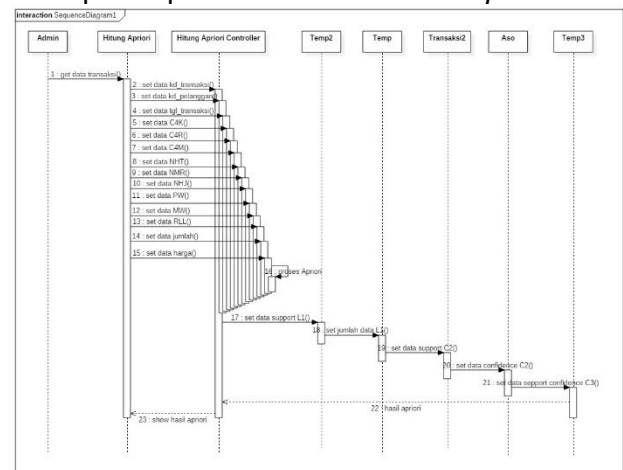 interaction SequenceDiagram1
Admin
Hitung Apriori
Hitung Apriori Controller
Temp2
Temp
Transaksi2
Aso
Temp3
1 : get data transaksi()
2 : set data kd_transaksi()
3 : set data kd_pelanggan()
4 : set data tgl_transaksi()
5 : set data C4K()
6 : set data C4R()
7 : set data C4M()
8 : set data NHT()
9 : set data NMR()
10 : set data NHJ()
11 : set data PW()
12 : set data MW()
13 : set data RLL()
14 : set data jumlah()
15 : set data harga()
16 : proses Apriori
17 : set data support L1()
18 : set jumlah data L2()
19 : set data support C2()
20 : set data confidence C2()
21 : set data sepport confidence C3()
22 : hasil apriori
23 : show hasil apriori